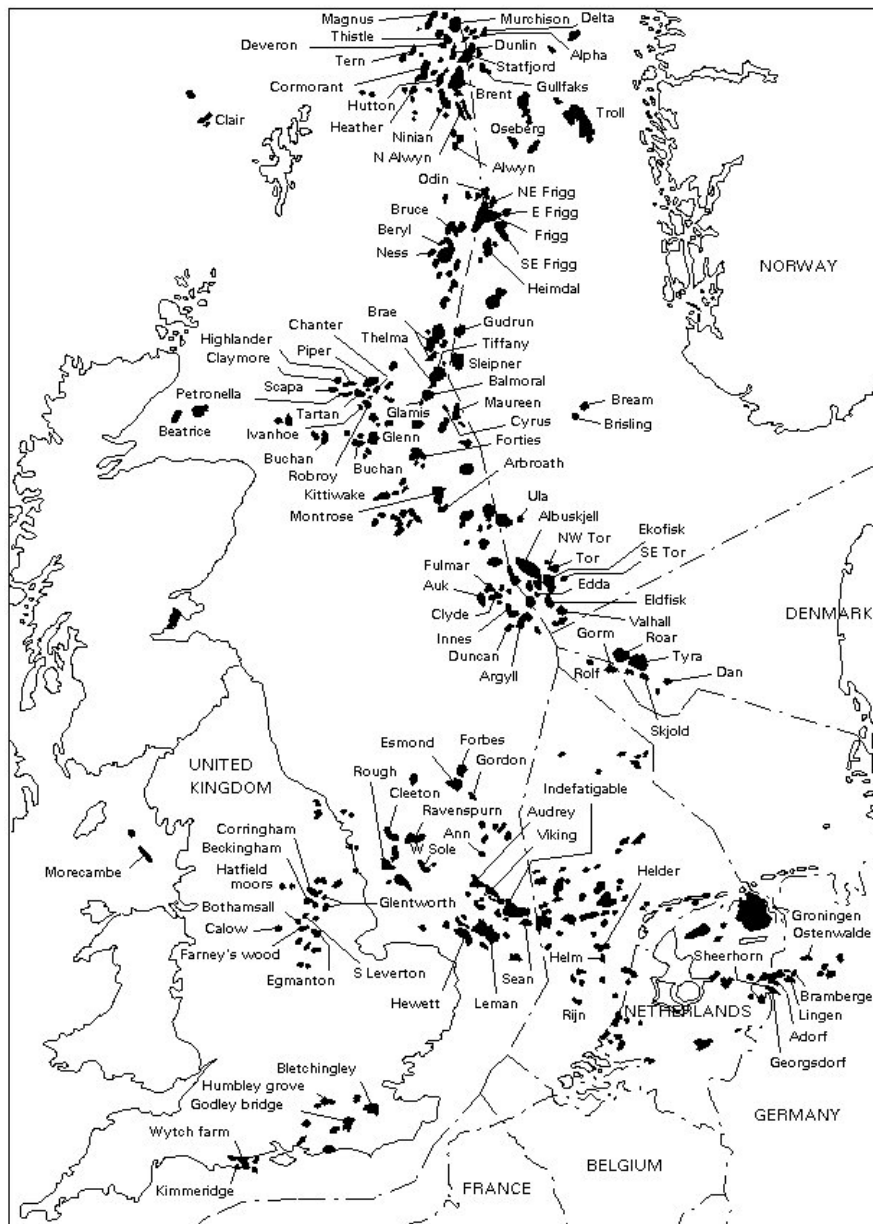 Magnus
Murchison
Delta
Thistle
Deveron
Dunlin
Alpha
Tern
Statfjord
Cormorant
Gullfaks
Hutton
Brent
Clair
Heather
Troll
Ninian
Oseberg
N Alwyn
Alwyn
Odin
NE Frigg
Bruce
E Frigg
Beryl
Frigg
Ness
SE Frigg
NORWAY
Heimdal
Brae
Chanter
Gudrun
Highlander
Thelma
Tiffany
Claymore
Piper
Sleipner
Scapa
Balmoral
Petronella
Maureen
Bream
Tartan
Glamis
Beatrice
Cyrus
Brisling
Ivanhoe
Glenn
Forties
Buchan
Robroy
Buchan
Arbroath
Kittiwake
Montrose
Ula
Albuskjell
NW Tor
Ekofisk
Fulmar
Tor
SE Tor
Auk
Edda
Clyde
Eldfisk
DENMARK
Innes
Valhall
Gorm
Roar
Duncan
Tyra
Argyll
Rolf
Dan
Skjold
Esmond
Forbes
UNITED
KINGDOM
Rough
Gordon
Cleeton
Indefatigable
Ravenspurn
Audrey
Corringham
Ann
Viking
Beckingham
W Sole
Morecambe
Hatfield
moors
Helder
Glentworth
Bothamsall
Groningen
Calow
Ostenwalde
Farney's wood
Sheerhorn
S Leverton
Helm
Egmanton
Sean
Hewett
Bramberge
Leman
Rijn
NETHERLANDS
Lingen
Adorf
Georgsdorf
Bletchingley
Humbley grove
Godley bridge
GERMANY
Wytch farm
BELGIUM
Kimmeridge
FRANCE